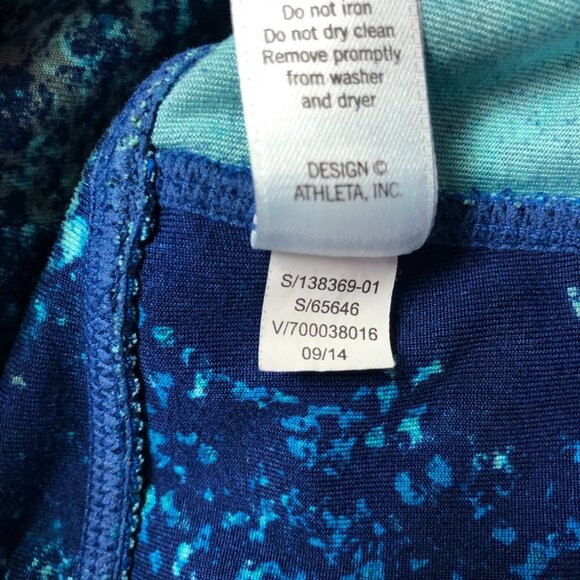 Do not iron
Do not dry clean
Remove promptly
from washer
and dryer
DESIGN ©
ATHLETA, INC.
S/138369-01
S/65646
V/700038016
09/14